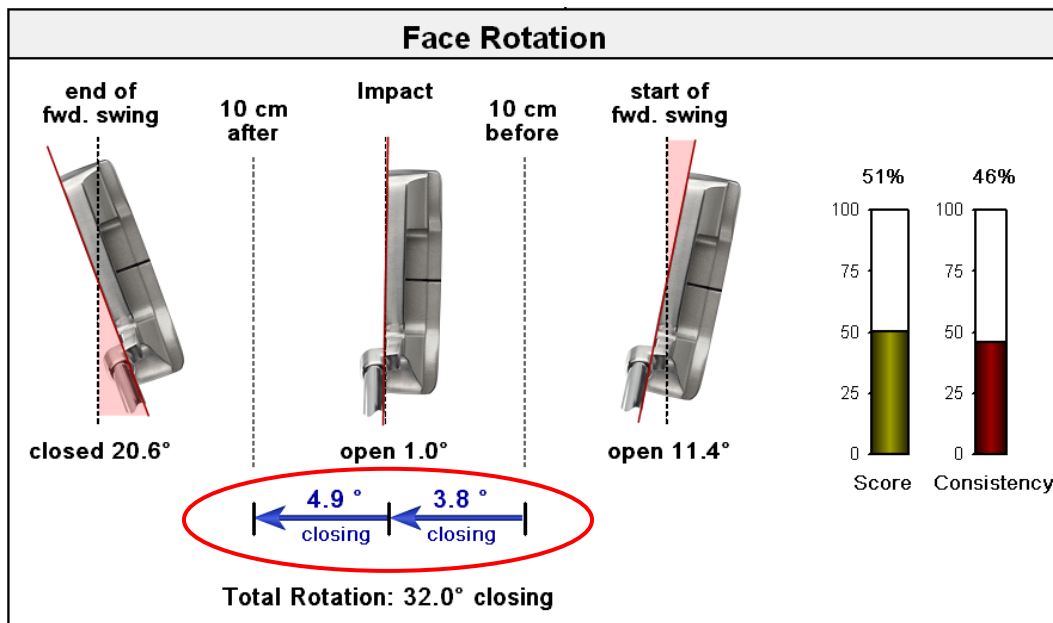 Face Rotation
end of
fwd. swing
10 cm
after
Impact
10 cm
before
start of
fwd. swing
closed 20.6°
open 1.0°
open 11.4°
4.9 °
closing
3.8 °
closing
Total Rotation: 32.0° closing
51%
100
75
50
25
0
Score
46%
100
75
50
25
0
Consistency